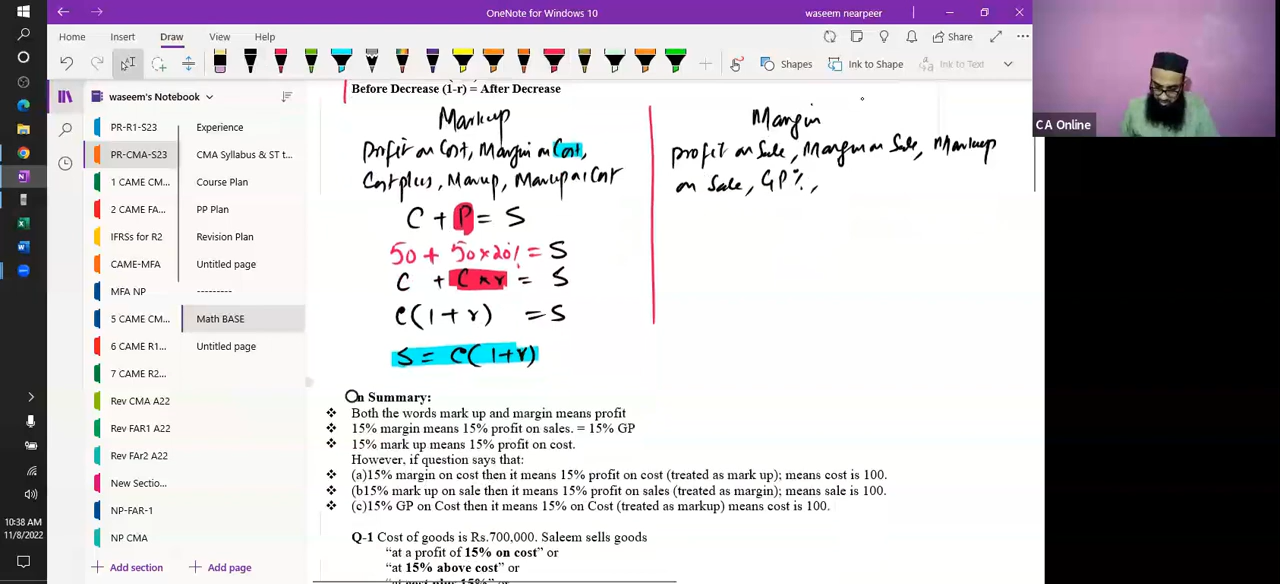 OneNote for Windows 10
waseem nearpeer
Home
Insert
Draw
View
Help
Share
Shapes
Ink to Shape
Ink to Text
waseem's Notebook
PR-R1-S23
PR-CMA-S23
1 CAME CM...
2 CAME FA...
IFRSs for R2
CAME-MFA
MFA NP
5 CAME CM...
6 CAME R1...
7 CAME R2...
Rev CMA A22
Rev FAR1 A22
Rev FAr2 A22
New Sectio...
NP-FAR-1
NP CMA
Add section
Experience
CMA Syllabus & ST t...
Course Plan
PP Plan
Revision Plan
Untitled page
---------
Math BASE
Untitled page
Add page
Before Decrease (1-r) = After Decrease
Markup
Profit on Cost, Margin on Cost,
Cost plus, Markup, Markup on Cost
C + P = S
50 + 50 x 20% = S
C + C x r = S
C(1+r) = S
S = C(1+r)
Margin
profit on Sale, Margin on Sale, Markup
on Sale, GP%,
On Summary:
❖ Both the words mark up and margin means profit
❖ 15% margin means 15% profit on sales. = 15% GP
❖ 15% mark up means 15% profit on cost.
However, if question says that:
❖ (a)15% margin on cost then it means 15% profit on cost (treated as mark up); means cost is 100.
❖ (b15% mark up on sale then it means 15% profit on sales (treated as margin); means sale is 100.
❖ (c)15% GP on Cost then it means 15% on Cost (treated as markup) means cost is 100.
Q-1 Cost of goods is Rs.700,000. Saleem sells goods
"at a profit of 15% on cost" or
"at 15% above cost" or
"at cost plus 15%" or
CA Online
10:38 AM
11/8/2022